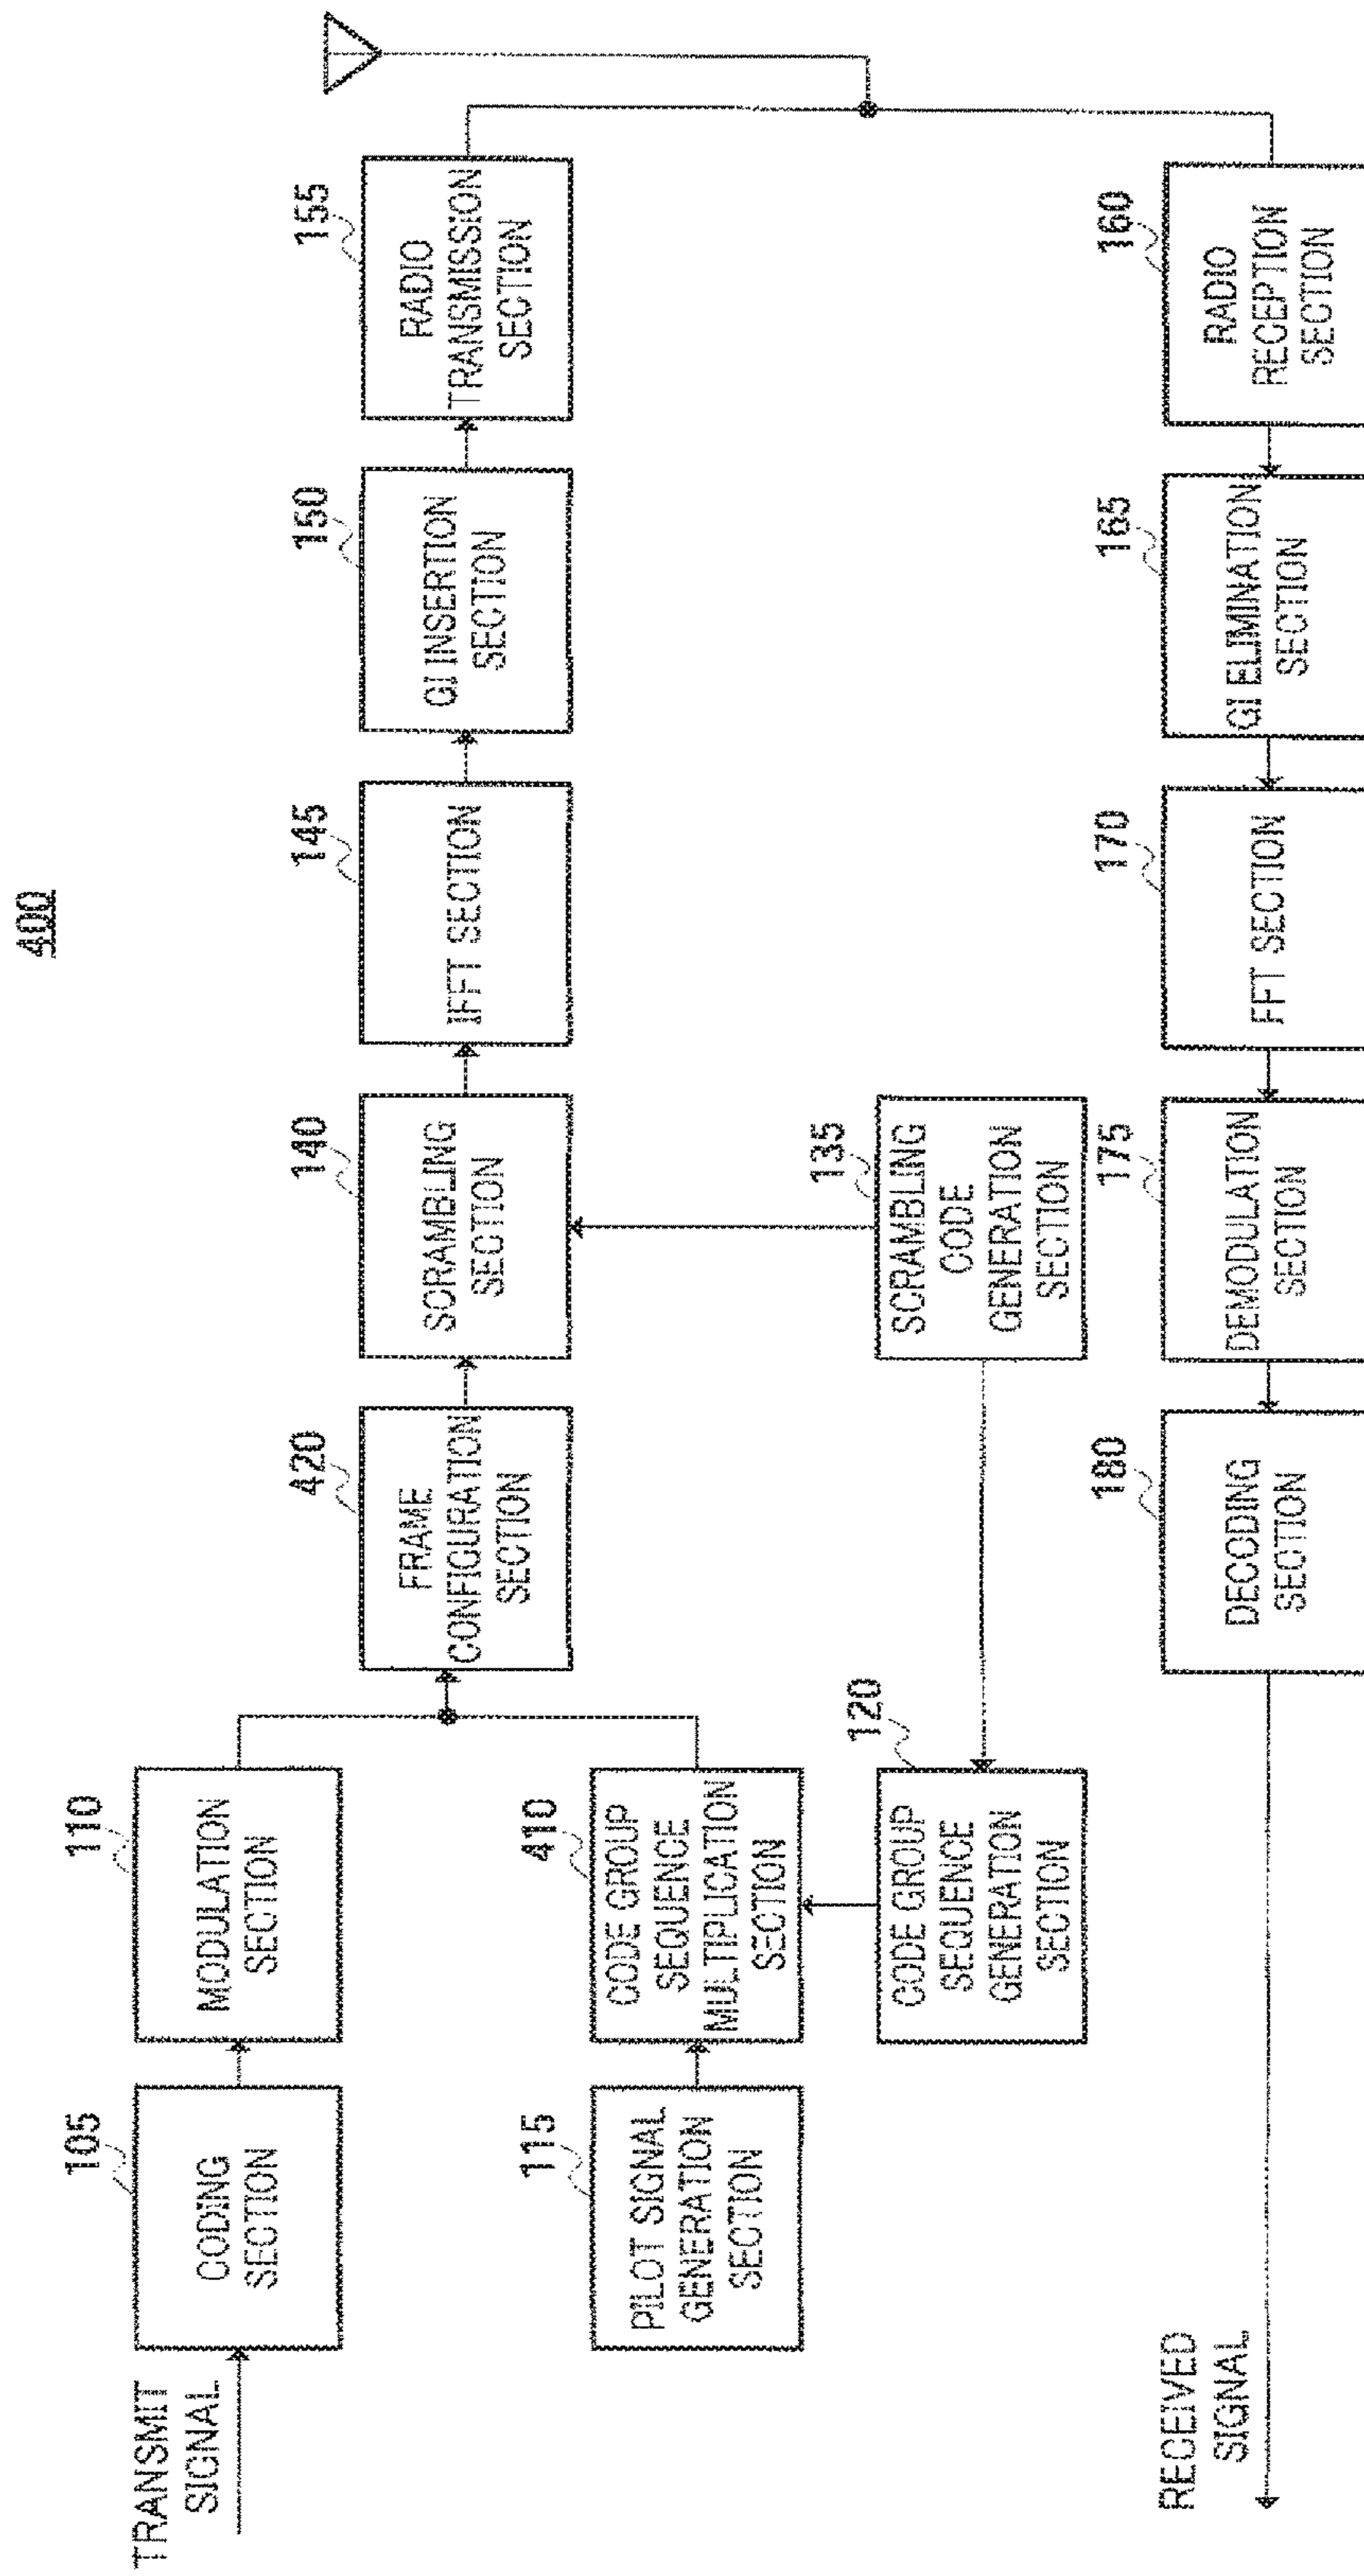 400
TRANSMIT
SIGNAL
105
CODING
SECTION
110
MODULATION
SECTION
115
PILOT SIGNAL
GENERATION
SECTION
410
CODE GROUP
SEQUENCE
MULTIPLICATION
SECTION
120
CODE GROUP
SEQUENCE
GENERATION
SECTION
420
FRAME
CONFIGURATION
SECTION
140
SCRAMBLING
SECTION
135
SCRAMBLING
CODE
GENERATION
SECTION
145
IFFT SECTION
150
GI INSERTION
SECTION
155
RADIO
TRANSMISSION
SECTION
160
RADIO
RECEPTION
SECTION
165
GI ELIMINATION
SECTION
170
FFT SECTION
175
DEMODULATION
SECTION
180
DECODING
SECTION
RECEIVED
SIGNAL